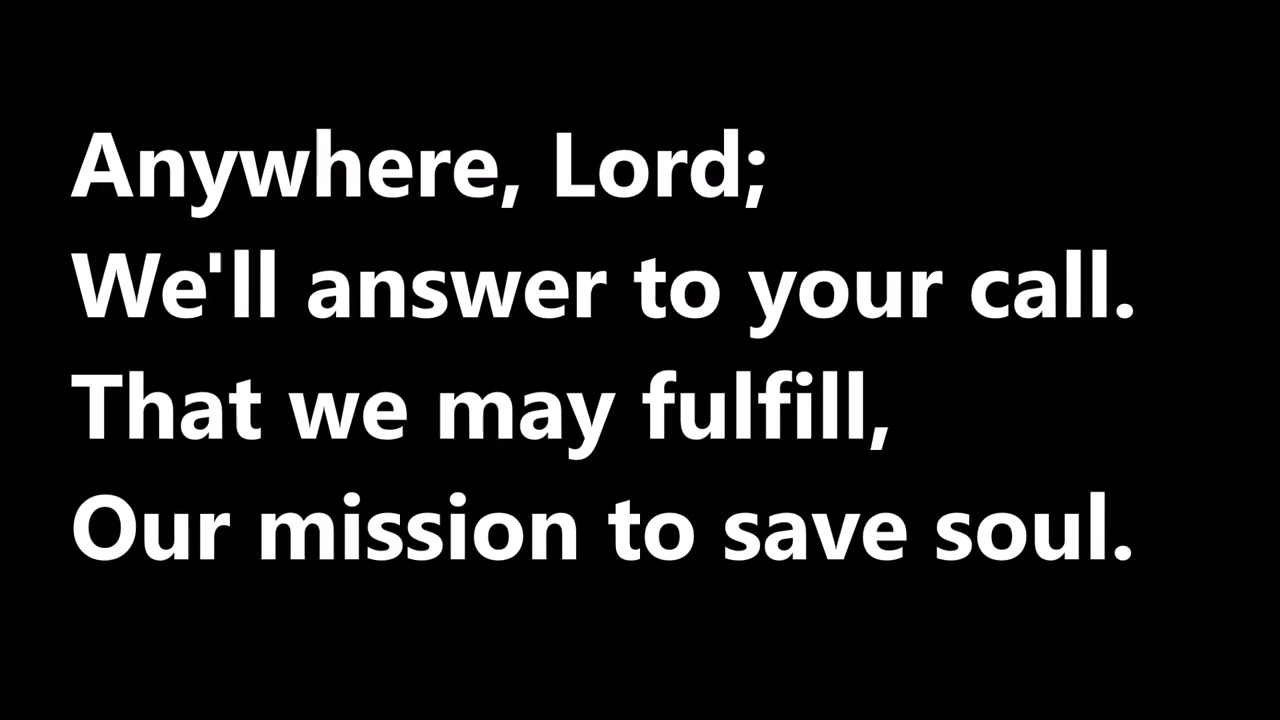 Anywhere, Lord;
We'll answer to your call.
That we may fulfill,
Our mission to save soul.